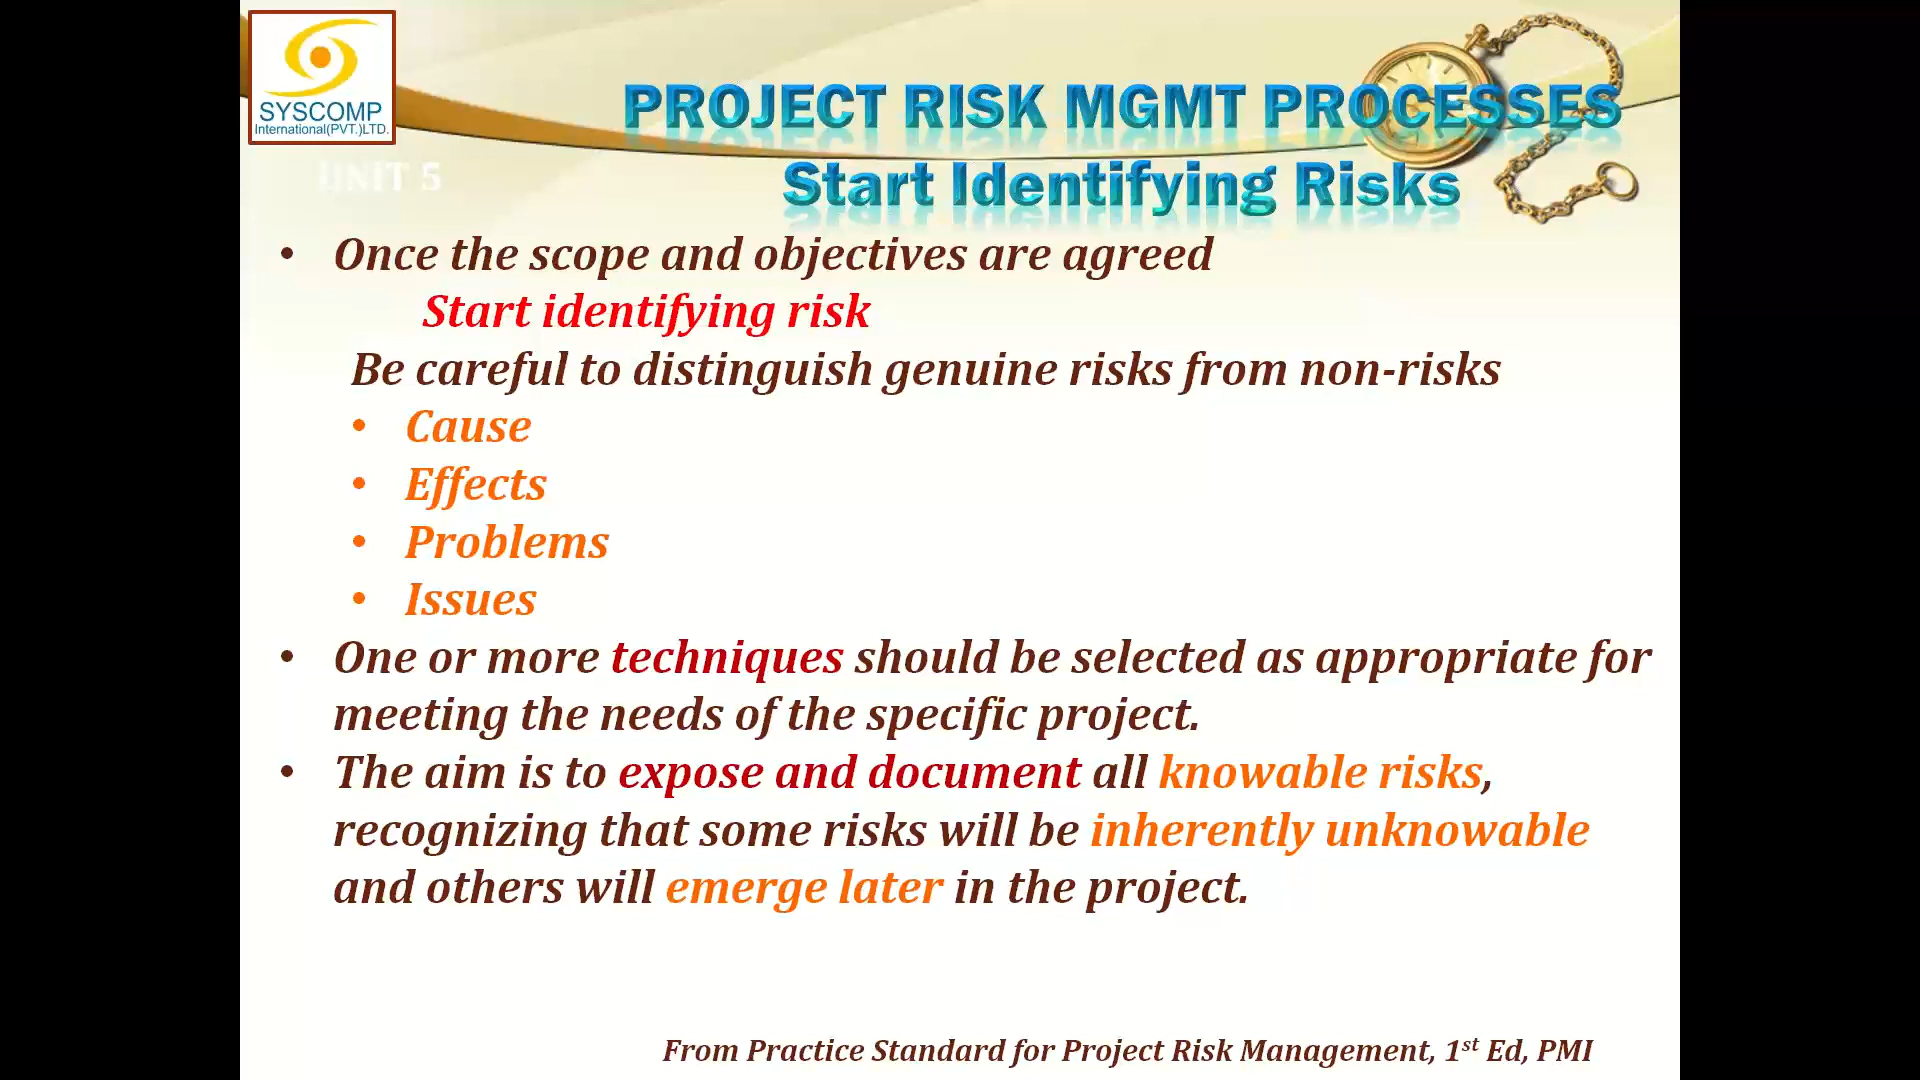 SYSCOMP
International(PVT.)LTD.
UNIT 5
PROJECT RISK MGMT PROCESSES
Start Identifying Risks
• Once the scope and objectives are agreed
Start identifying risk
Be careful to distinguish genuine risks from non-risks
• Cause
• Effects
• Problems
• Issues
• One or more techniques should be selected as appropriate for
meeting the needs of the specific project.
• The aim is to expose and document all knowable risks,
recognizing that some risks will be inherently unknowable
and others will emerge later in the project.
From Practice Standard for Project Risk Management, 1st Ed, PMI